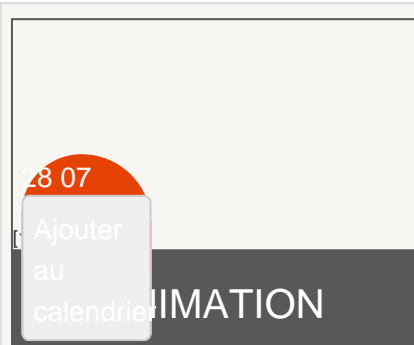 28 07
Ajouter
au
calendrier
IMATION